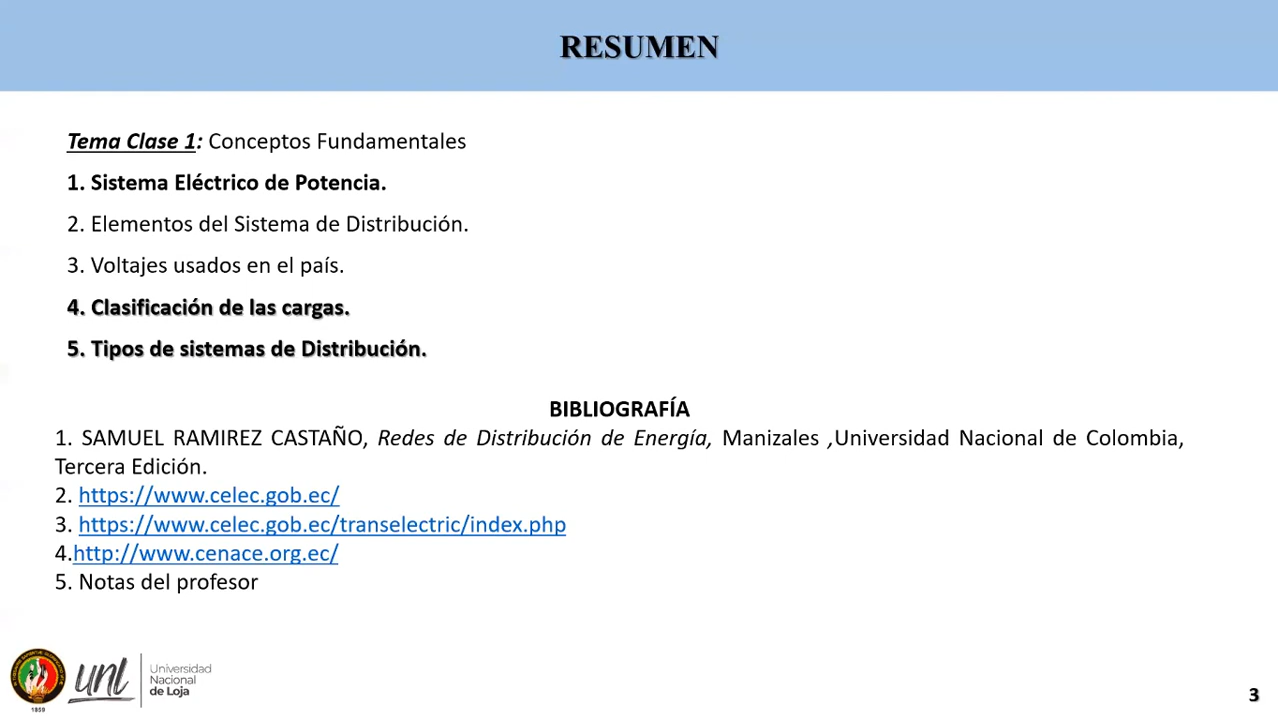 RESUMEN
Tema Clase 1: Conceptos Fundamentales
1. Sistema Eléctrico de Potencia.
2. Elementos del Sistema de Distribución.
3. Voltajes usados en el país.
4. Clasificación de las cargas.
5. Tipos de sistemas de Distribución.
BIBLIOGRAFÍA
1. SAMUEL RAMIREZ CASTAÑO, Redes de Distribución de Energía, Manizales ,Universidad Nacional de Colombia,
Tercera Edición.
2. https://www.celec.gob.ec/
3. https://www.celec.gob.ec/transelectric/index.php
4.http://www.cenace.org.ec/
5. Notas del profesor
unl
Universidad
Nacional
de Loja
1859
3